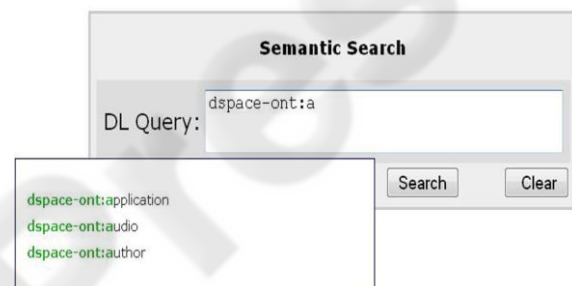 Semantic Search
DL Query:
dspace-ont:a
Search
Clear
dspace-ont:application
dspace-ont:audio
dspace-ont:author